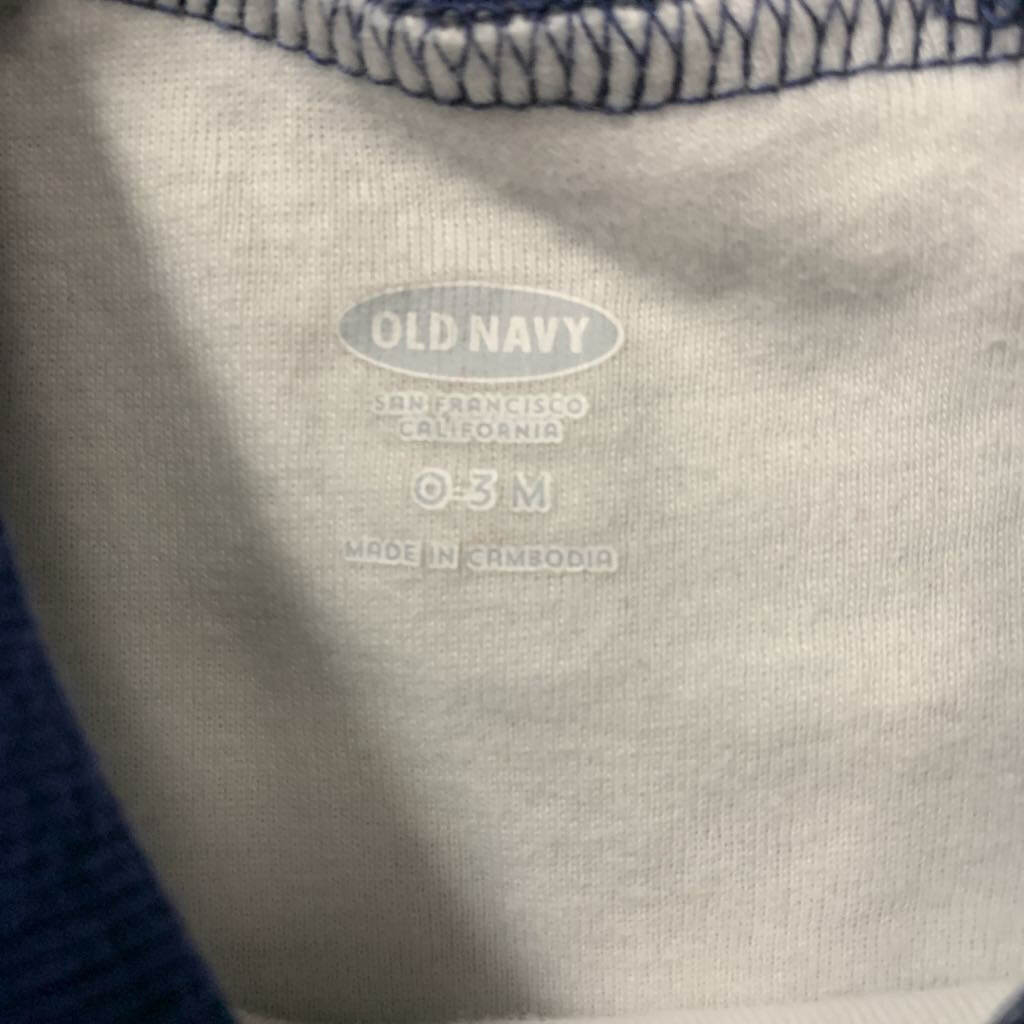 OLD NAVY
SAN FRANCISCO
CALIFORNIA
0-3 M
MADE IN CAMBODIA